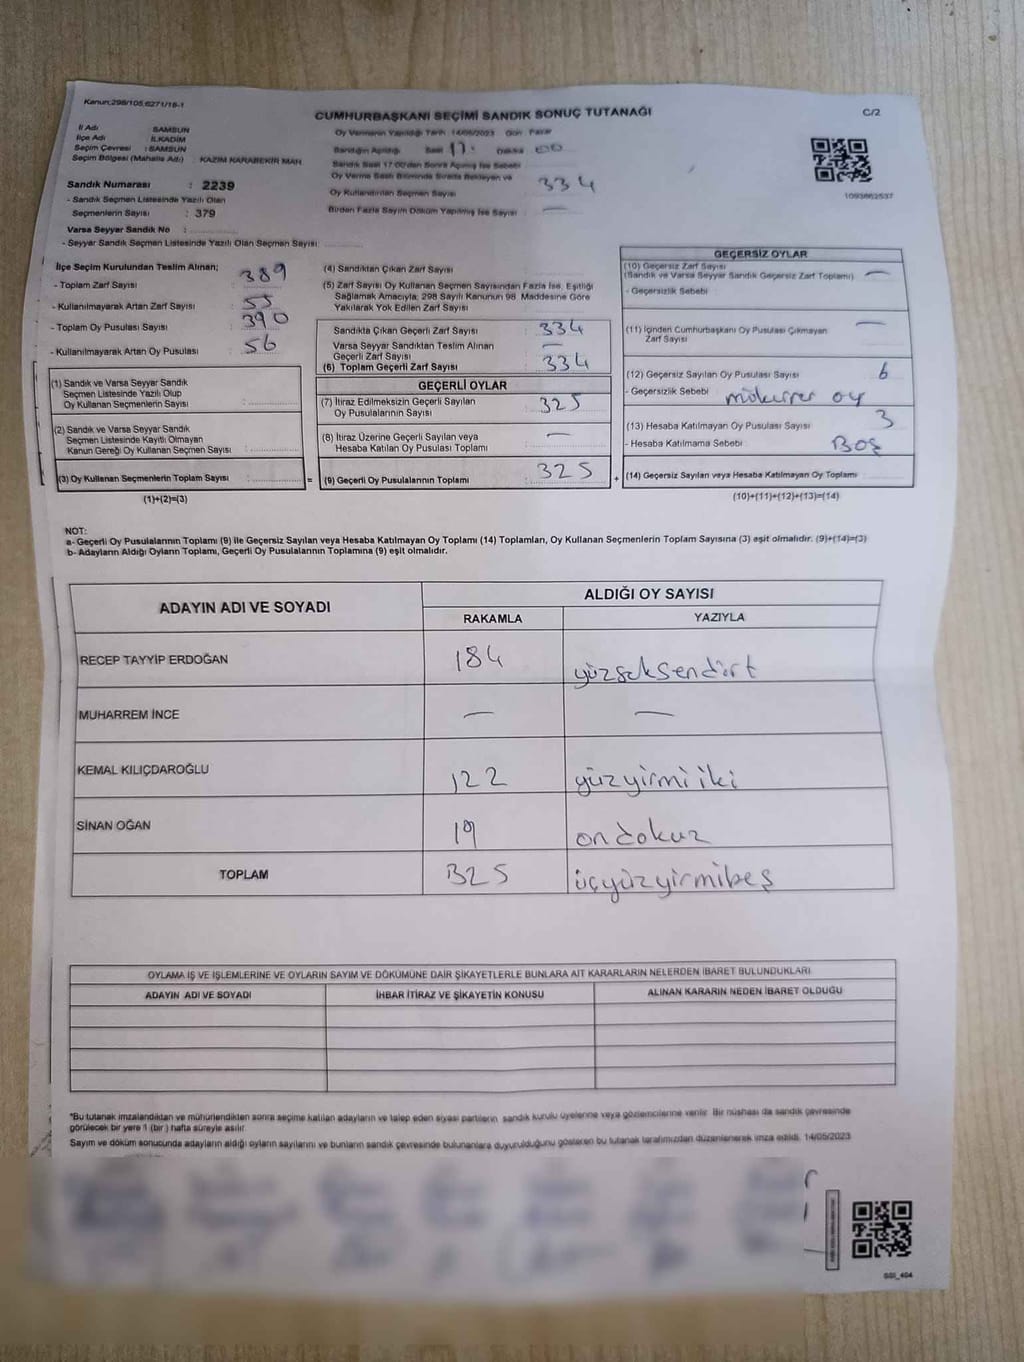 Kanun:298/105,6271/18-1
CUMHURBAŞKANI SEÇİMİ SANDIK SONUÇ TUTANAĞI
C/2
İl Adı SAMSUN
İlçe Adı İLKADIM
Seçim Çevresi : SAMSUN
Seçim Bölgesi (Mahalle Adı) KAZIM KARABEKİR MAH.
Sandık Numarası : 2239
- Sandık Seçmen Listesinde Yazılı Olan
Seçmenlerin Sayısı : 379
Varsa Seyyar Sandık No :
- Seyyar Sandık Seçmen Listesinde Yazılı Olan Seçmen Sayısı:
Oy Vermenin Yapıldığı Tarih 14/05/2023 Gün Pazar
Sandığın Açıldığı Saat 17: Dakika 00
Sandık Saat 17:00'den Sonra Açılmış İse Sebebi
Oy Verme Saati Bitiminde Sırada Bekleyen ve
Oy Kullandırılan Seçmen Sayısı 334
Birden Fazla Sayım Döküm Yapılmış İse Sayısı : —
1093662537
İlçe Seçim Kurulundan Teslim Alınan;
- Toplam Zarf Sayısı : 389
- Kullanılmayarak Artan Zarf Sayısı : 55
- Toplam Oy Pusulası Sayısı : 390
- Kullanılmayarak Artan Oy Pusulası : 56
(1) Sandık ve Varsa Seyyar Sandık
Seçmen Listesinde Yazılı Olup
Oy Kullanan Seçmenlerin Sayısı :
(2) Sandık ve Varsa Seyyar Sandık
Seçmen Listesinde Kayıtlı Olmayan
Kanun Gereği Oy Kullanan Seçmen Sayısı :
(3) Oy Kullanan Seçmenlerin Toplam Sayısı : =
(1)+(2)=(3)
(4) Sandıktan Çıkan Zarf Sayısı :
(5) Zarf Sayısı Oy Kullanan Seçmen Sayısından Fazla İse, Eşitliği
Sağlamak Amacıyla; 298 Sayılı Kanunun 98. Maddesine Göre
Yakılarak Yok Edilen Zarf Sayısı :
Sandıkta Çıkan Geçerli Zarf Sayısı : 334
Varsa Seyyar Sandıktan Teslim Alınan
Geçerli Zarf Sayısı : —
(6) Toplam Geçerli Zarf Sayısı : 334
GEÇERLİ OYLAR
(7) İtiraz Edilmeksizin Geçerli Sayılan
Oy Pusulalarının Sayısı : 325
(8) İtiraz Üzerine Geçerli Sayılan veya
Hesaba Katılan Oy Pusulası Toplamı : —
(9) Geçerli Oy Pusulalarının Toplamı : 325 +
GEÇERSİZ OYLAR
(10) Geçersiz Zarf Sayısı
(Sandık ve Varsa Seyyar Sandık Geçersiz Zarf Toplamı) : —
- Geçersizlik Sebebi :
(11) İçinden Cumhurbaşkanı Oy Pusulası Çıkmayan
Zarf Sayısı : —
(12) Geçersiz Sayılan Oy Pusulası Sayısı : 6
- Geçersizlik Sebebi : mükerrer oy
(13) Hesaba Katılmayan Oy Pusulası Sayısı : 3
- Hesaba Katılmama Sebebi : Boş
(14) Geçersiz Sayılan veya Hesaba Katılmayan Oy Toplamı :
(10)+(11)+(12)+(13)=(14)
NOT:
a- Geçerli Oy Pusulalarının Toplamı (9) ile Geçersiz Sayılan veya Hesaba Katılmayan Oy Toplamı (14) Toplamları, Oy Kullanan Seçmenlerin Toplam Sayısına (3) eşit olmalıdır. (9)+(14)=(3)
b- Adayların Aldığı Oyların Toplamı, Geçerli Oy Pusulalarının Toplamına (9) eşit olmalıdır.
ADAYIN ADI VE SOYADI
ALDIĞI OY SAYISI
RAKAMLA YAZIYLA
RECEP TAYYİP ERDOĞAN 184 yüzseksendört
MUHARREM İNCE — —
KEMAL KILIÇDAROĞLU 122 yüzyirmiiki
SİNAN OĞAN 19 ondokuz
TOPLAM 325 üçyüzyirmibeş
OYLAMA İŞ VE İŞLEMLERİNE VE OYLARIN SAYIM VE DÖKÜMÜNE DAİR ŞİKAYETLERLE BUNLARA AİT KARARLARIN NELERDEN İBARET BULUNDUKLARI
ADAYIN ADI VE SOYADI İHBAR İTİRAZ VE ŞİKAYETİN KONUSU ALINAN KARARIN NEDEN İBARET OLDUĞU
*Bu tutanak imzalandıktan ve mühürlendikten sonra seçime katılan adayların ve talep eden siyasi partilerin sandık kurulu üyelerine veya gözlemcilerine verilir. Bir nüshası da sandık çevresinde
görülecek bir yere 1 (bir) hafta süreyle asılır.
Sayım ve döküm sonucunda adayların aldığı oyların sayılarını ve bunların sandık çevresinde bulunanlara duyurulduğunu gösteren bu tutanak tarafımızdan düzenlenerek imza edildi. 14/05/2023